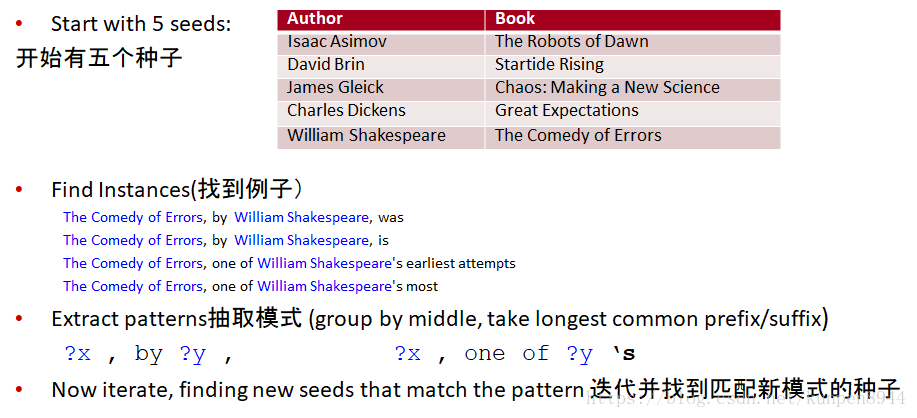 • Start with 5 seeds:
开始有五个种子
Author Book
Isaac Asimov The Robots of Dawn
David Brin Startide Rising
James Gleick Chaos: Making a New Science
Charles Dickens Great Expectations
William Shakespeare The Comedy of Errors
• Find Instances(找到例子）
The Comedy of Errors, by William Shakespeare, was
The Comedy of Errors, by William Shakespeare, is
The Comedy of Errors, one of William Shakespeare's earliest attempts
The Comedy of Errors, one of William Shakespeare's most
• Extract patterns抽取模式 (group by middle, take longest common prefix/suffix)
?x , by ?y , ?x , one of ?y ‘s
• Now iterate, finding new seeds that match the pattern 迭代并找到匹配新模式的种子